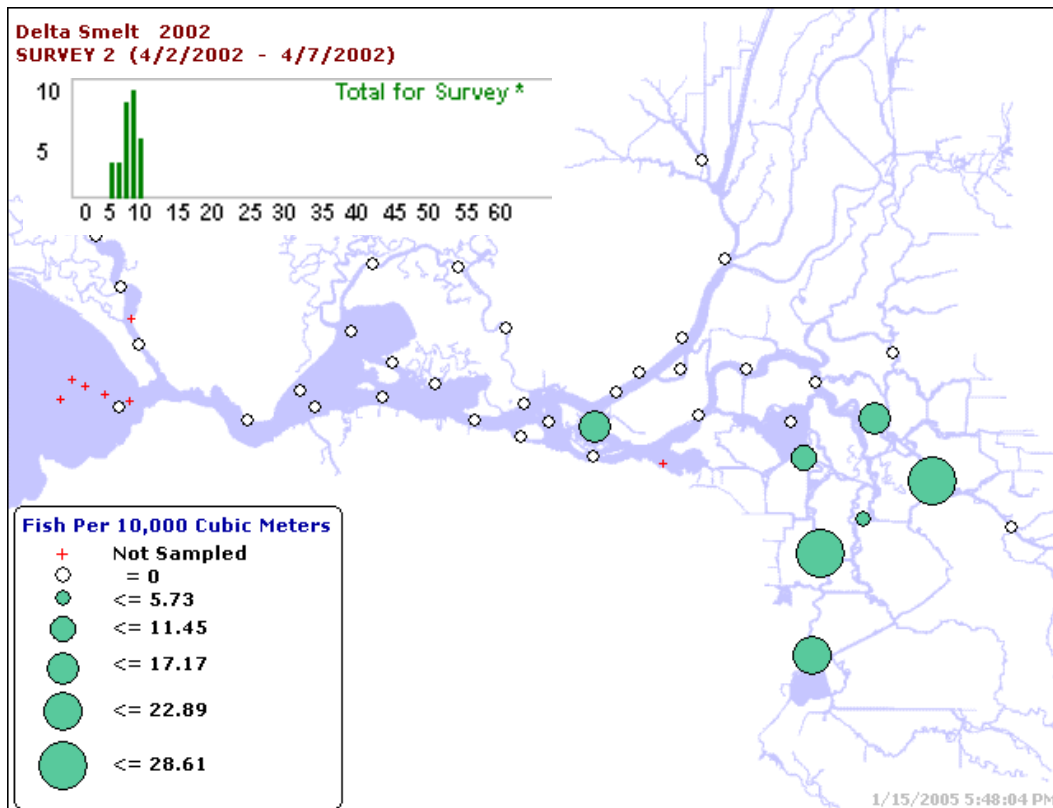 Delta Smelt 2002
SURVEY 2 (4/2/2002 - 4/7/2002)
10
Total for Survey *
5
0 5 10 15 20 25 30 35 40 45 50 55 60
Fish Per 10,000 Cubic Meters
Not Sampled
= 0
<= 5.73
<= 11.45
<= 17.17
<= 22.89
<= 28.61
1/15/2005 5:48:04 PM